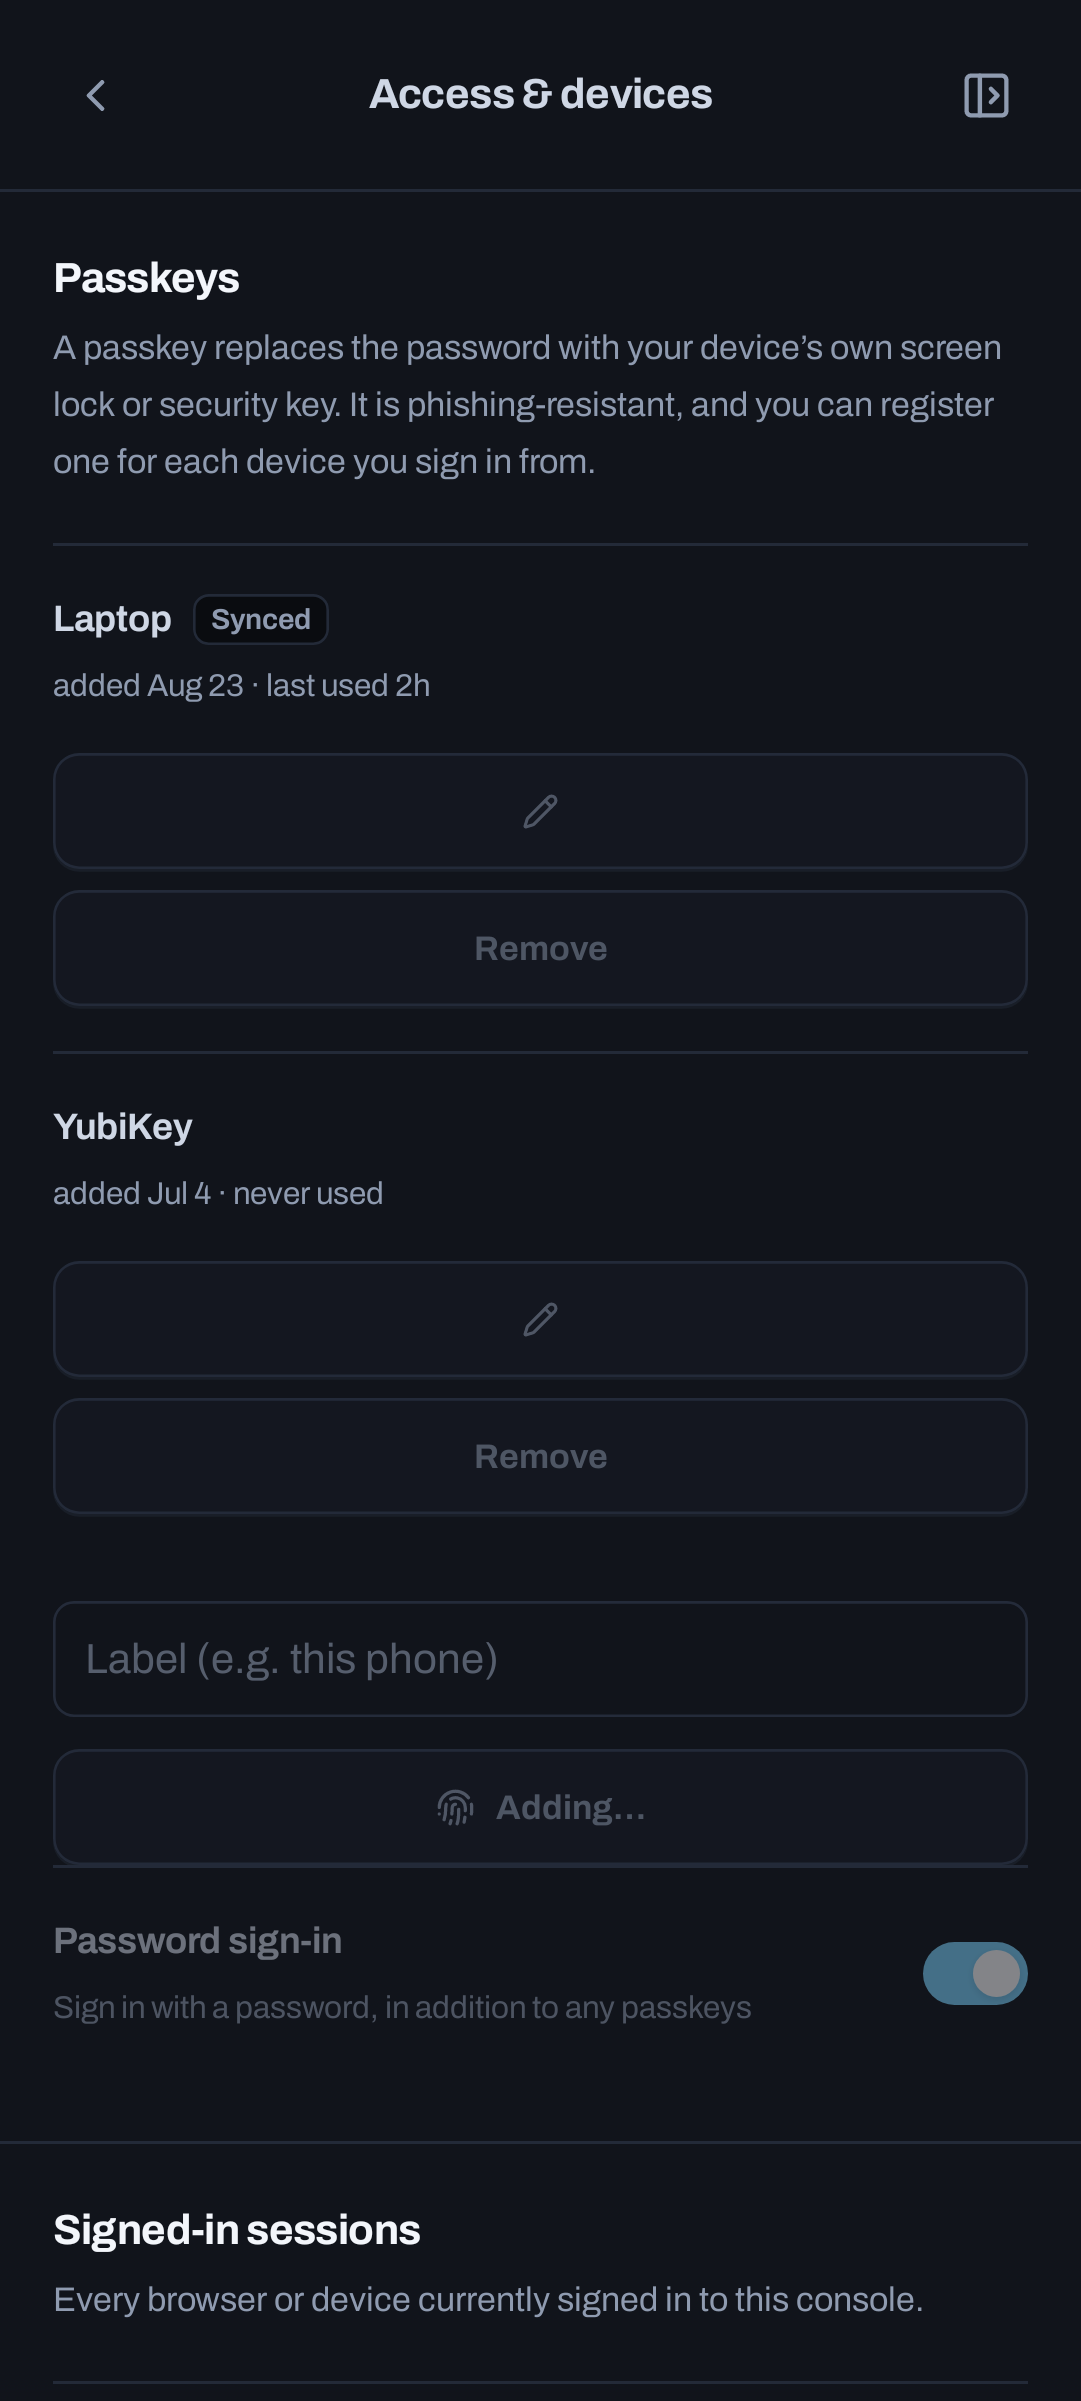 Access & devices
Passkeys
A passkey replaces the password with your device’s own screen
lock or security key. It is phishing-resistant, and you can register
one for each device you sign in from.
Laptop Synced
added Aug 23 · last used 2h
Remove
YubiKey
added Jul 4 · never used
Remove
Label (e.g. this phone)
Adding...
Password sign-in
Sign in with a password, in addition to any passkeys
Signed-in sessions
Every browser or device currently signed in to this console.